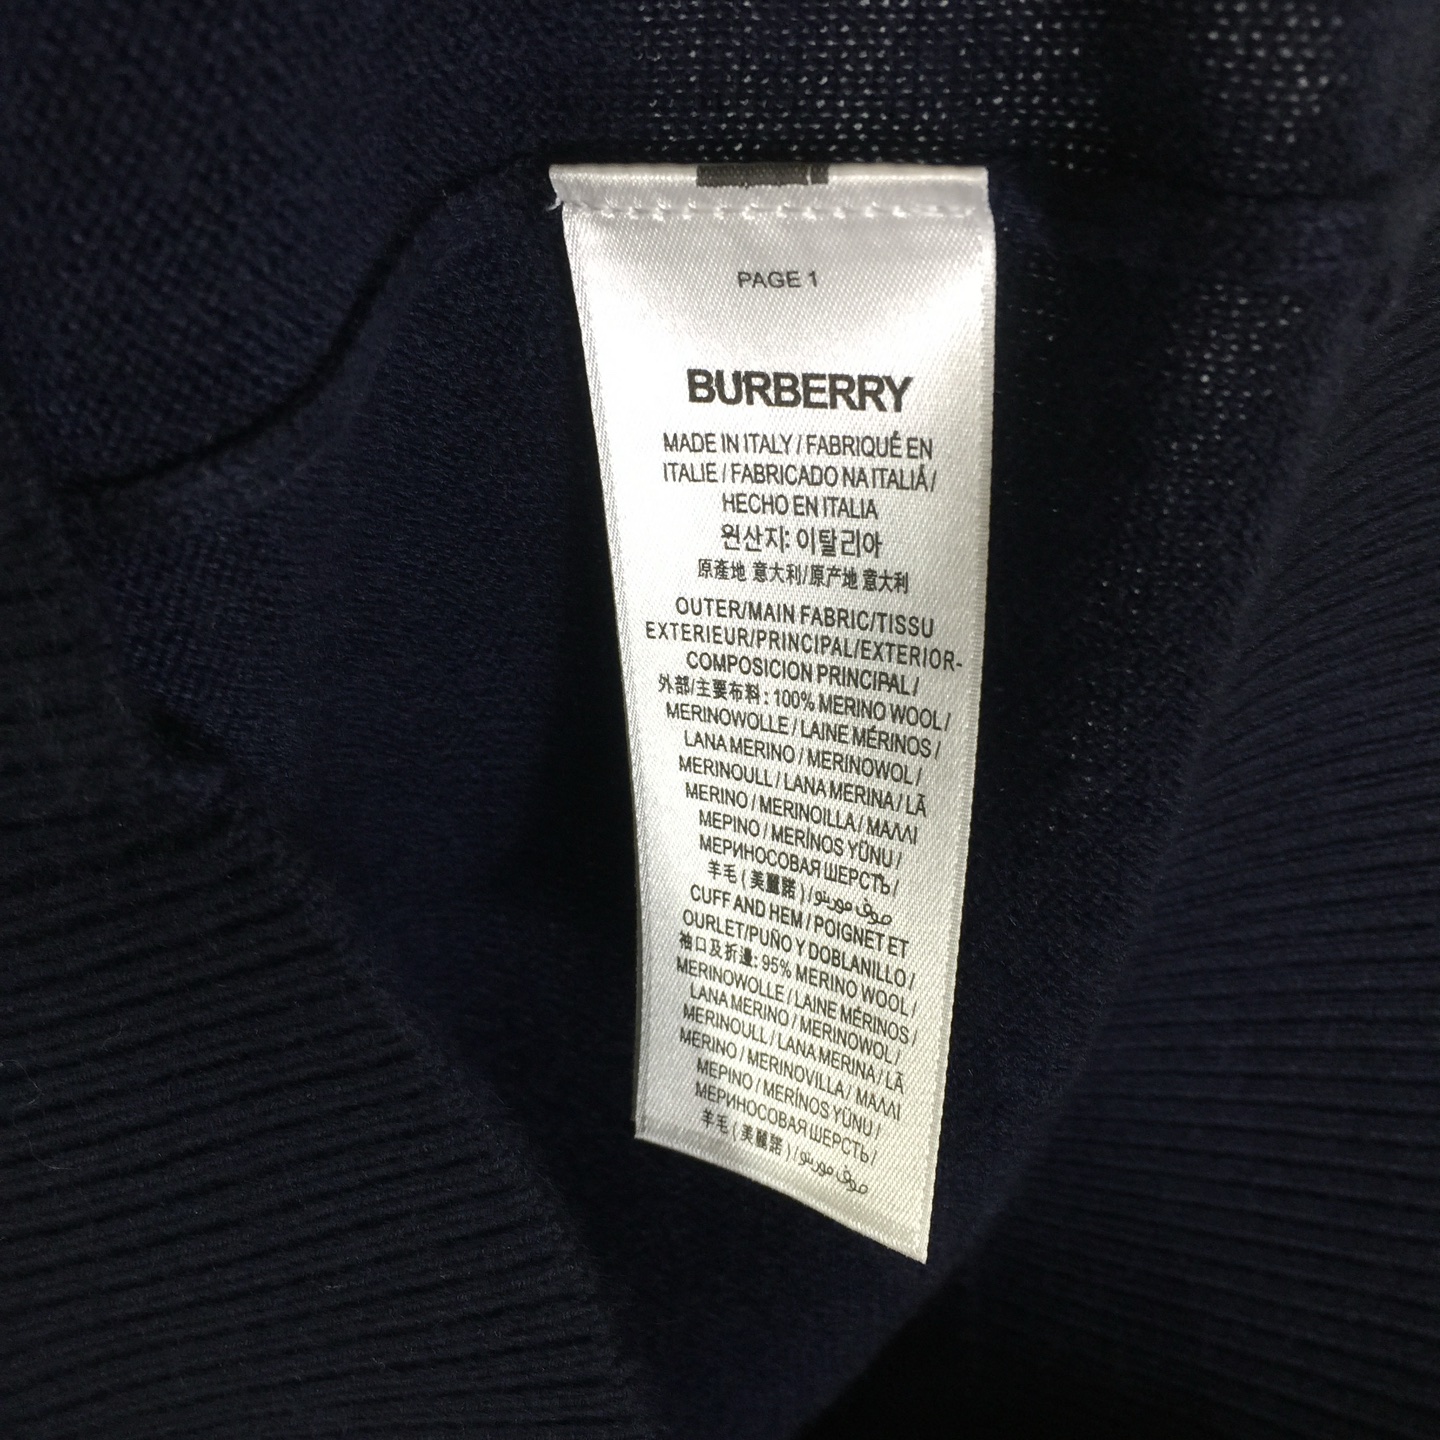 PAGE 1
BURBERRY
MADE IN ITALY / FABRIQUÉ EN
ITALIE / FABRICADO NA ITALIÁ /
HECHO EN ITALIA
원산지: 이탈리아
原產地 意大利/原产地 意大利
OUTER/MAIN FABRIC/TISSU
EXTERIEUR/PRINCIPAL/EXTERIOR-
COMPOSICION PRINCIPAL /
外部/主要布料 : 100% MERINO WOOL /
MERINOWOLLE / LAINE MÉRINOS /
LANA MERINO / MERINOWOL /
MERINOULL / LANA MERINA / LÃ
MERINO / MERINOILLA / ΜΑΛΛΙ
ΜΕΡΙΝΟ / MERİNOS YÜNU /
МЕРИНОСОВАЯ ШЕРСТЬ /
羊毛 ( 美麗諾 ) / صوف مورينو
CUFF AND HEM / POIGNET ET
OURLET/PUÑO Y DOBLANILLO /
袖口及折邊: 95% MERINO WOOL /
MERINOWOLLE / LAINE MÉRINOS /
LANA MERINO / MERINOWOL /
MERINOULL / LANA MERINA / LÃ
MERINO / MERINOVILLA / ΜΑΛΛΙ
ΜΕΡΙΝΟ / MERİNOS YÜNU /
МЕРИНОСОВАЯ ШЕРСТЬ /
羊毛 ( 美麗諾 ) / صوف مورينو